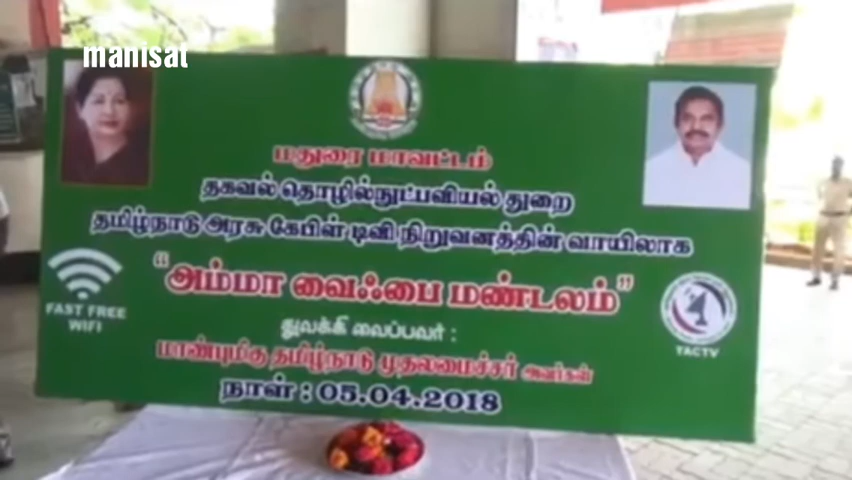 manisat
மதுரை மாவட்டம்
தகவல் தொழில்நுட்பவியல் துறை
தமிழ்நாடு அரசு கேபிள் டிவி நிறுவனத்தின் வாயிலாக
"அம்மா வைஃபை மண்டலம்"
FAST FREE
WIFI
துவக்கி வைப்பவர் :
TACTV
மாண்புமிகு தமிழ்நாடு முதலமைச்சர் அவர்கள்
நாள் : 05.04.2018